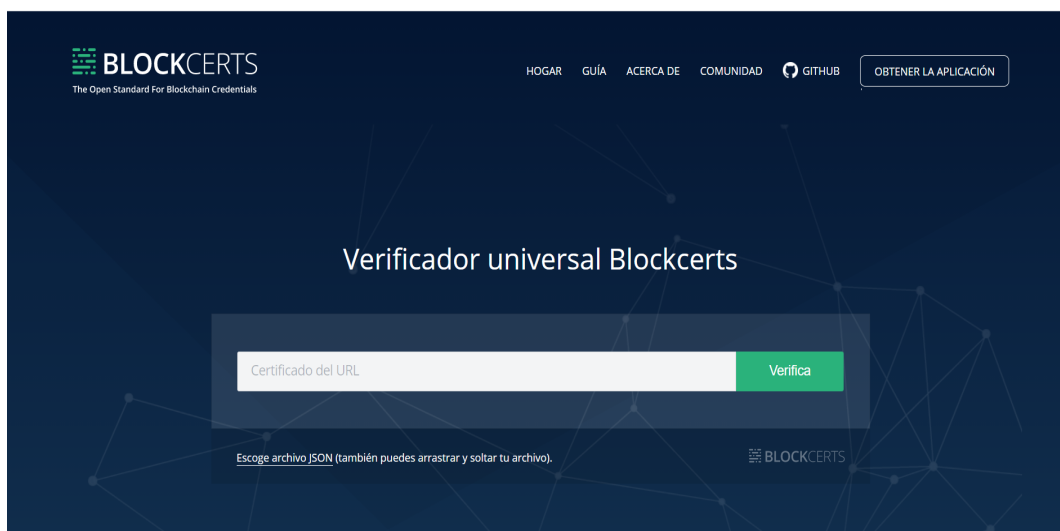 BLOCKCERTS
The Open Standard For Blockchain Credentials
HOGAR GUÍA ACERCA DE COMUNIDAD GITHUB OBTENER LA APLICACIÓN
Verificador universal Blockcerts
Certificado del URL Verifica
Escoge archivo JSON (también puedes arrastrar y soltar tu archivo). BLOCKCERTS